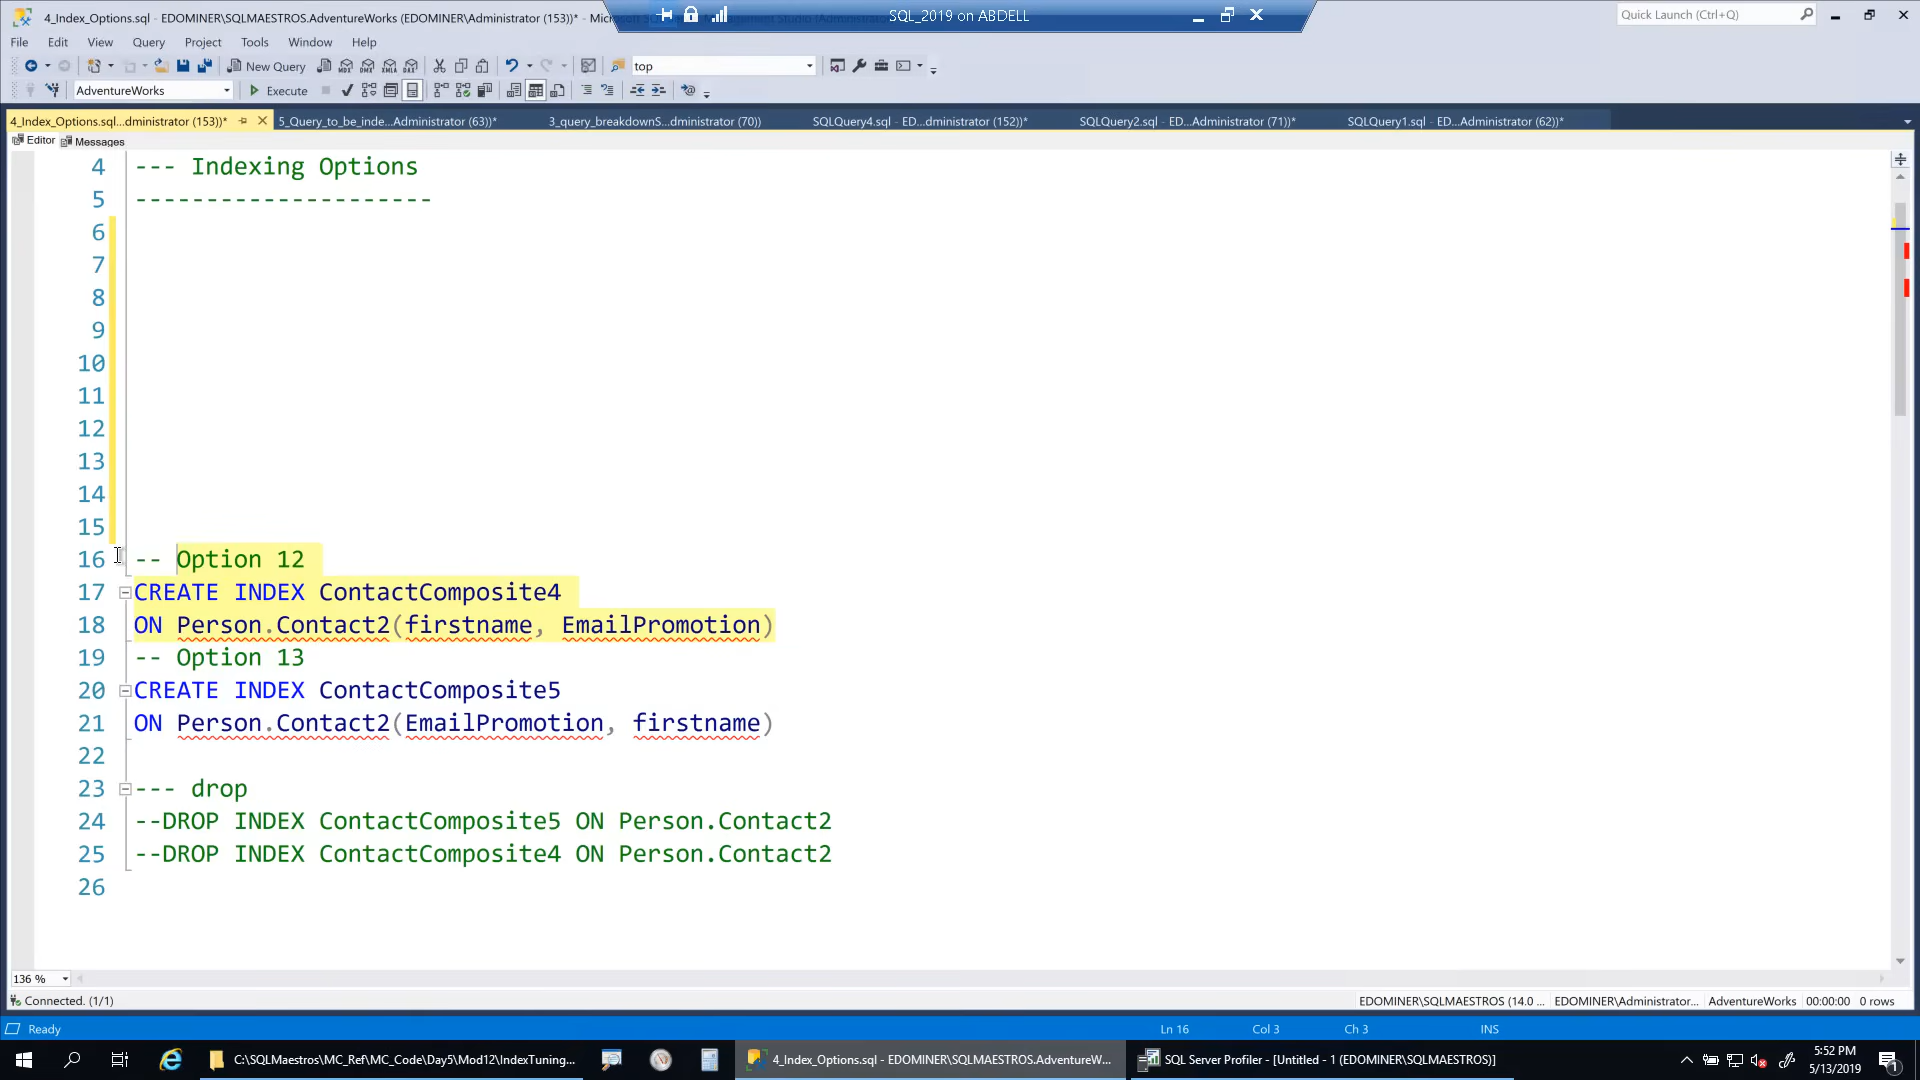 4_Index_Options.sql - EDOMINER\SQLMAESTROS.AdventureWorks (EDOMINER\Administrator (153))* - Mic
SQL_2019 on ABDELL
Quick Launch (Ctrl+Q)
File Edit View Query Project Tools Window Help
New Query
top
AdventureWorks
Execute
4_Index_Options.sql...dministrator (153))*
5_Query_to_be_inde...Administrator (63))*
3_query_breakdownS...dministrator (70))
SQLQuery4.sql - ED...dministrator (152))*
SQLQuery2.sql - ED...Administrator (71))*
SQLQuery1.sql - ED...Administrator (62))*
Editor Messages
4 --- Indexing Options
5 ---------------------
6
7
8
9
10
11
12
13
14
15
16 -- Option 12
17 CREATE INDEX ContactComposite4
18 ON Person.Contact2(firstname, EmailPromotion)
19 -- Option 13
20 CREATE INDEX ContactComposite5
21 ON Person.Contact2(EmailPromotion, firstname)
22
23 --- drop
24 --DROP INDEX ContactComposite5 ON Person.Contact2
25 --DROP INDEX ContactComposite4 ON Person.Contact2
26
136 %
Connected. (1/1)
EDOMINER\SQLMAESTROS (14.0 ... EDOMINER\Administrator... AdventureWorks 00:00:00 0 rows
Ready
Ln 16 Col 3 Ch 3 INS
C:\SQLMaestros\MC_Ref\MC_Code\Day5\Mod12\IndexTuning...
4_Index_Options.sql - EDOMINER\SQLMAESTROS.AdventureW...
SQL Server Profiler - [Untitled - 1 (EDOMINER\SQLMAESTROS)]
5:52 PM
5/13/2019
1